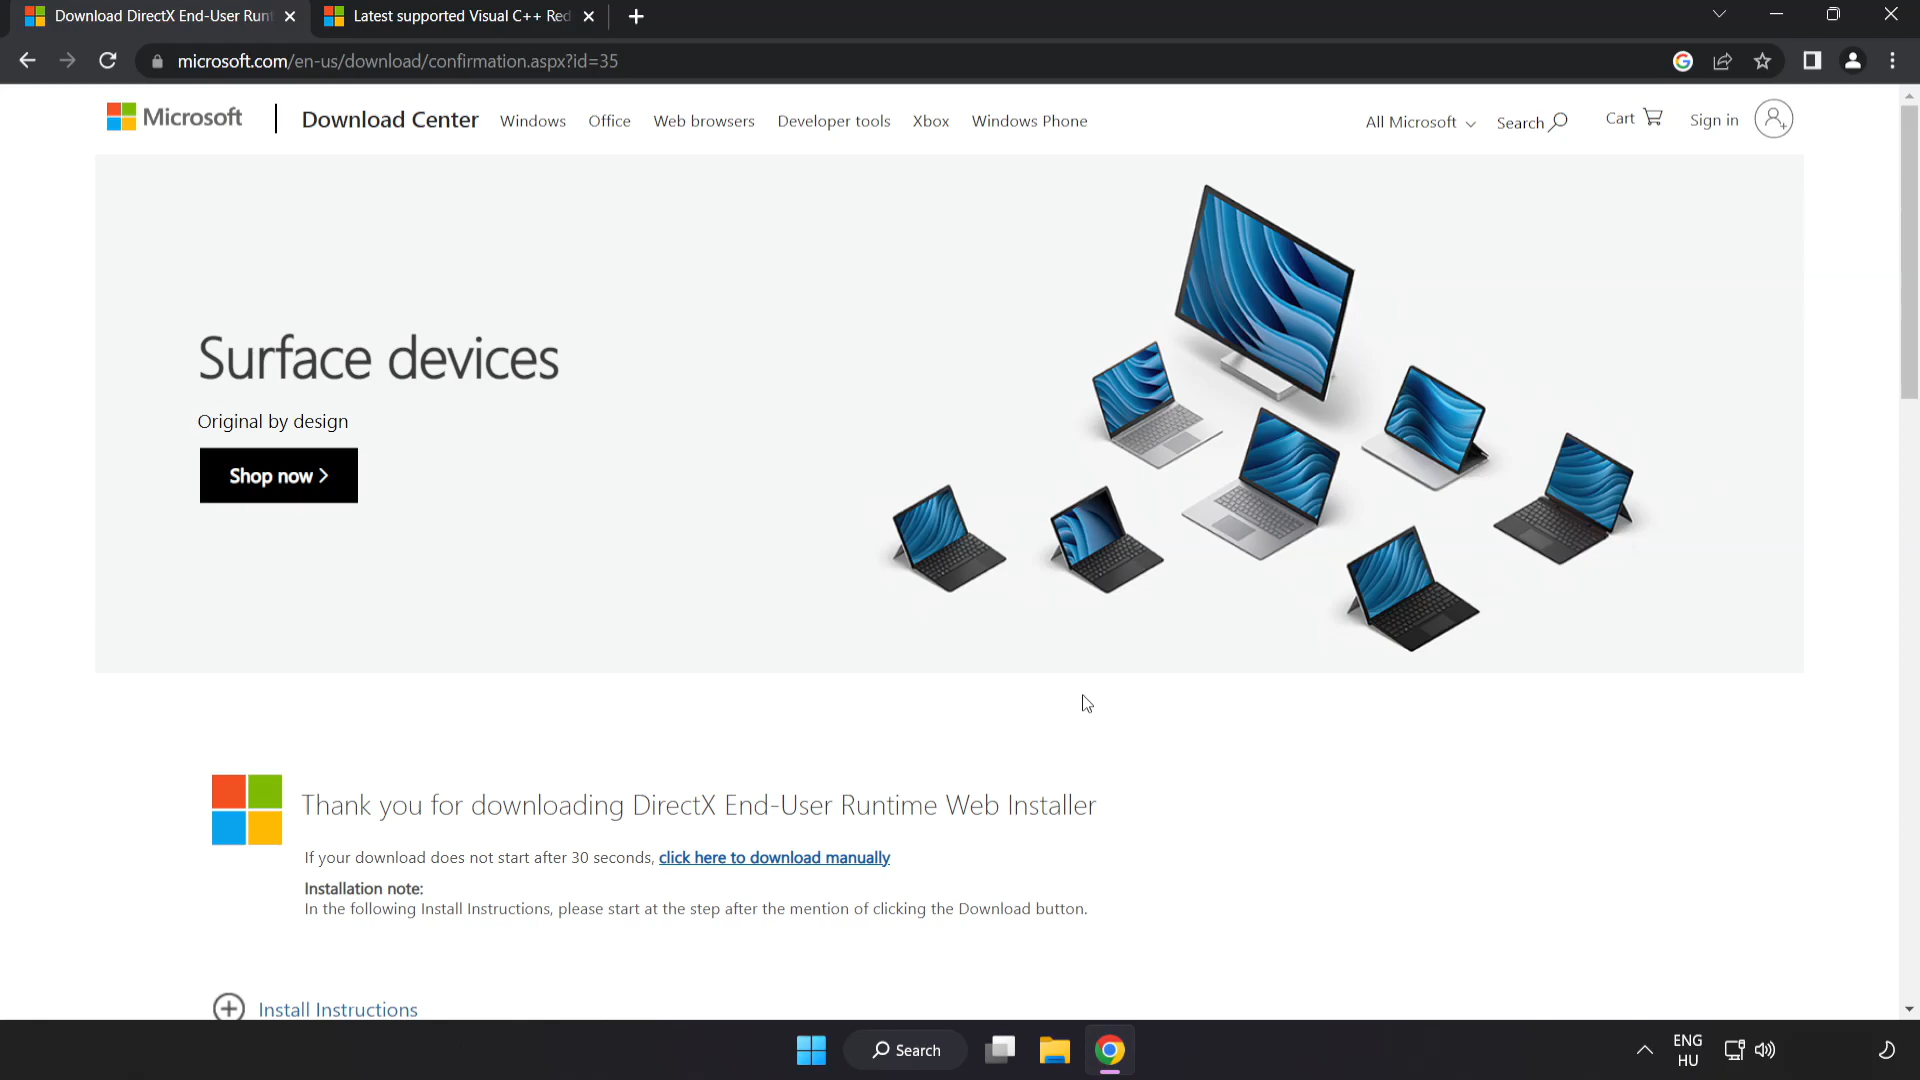 Download DirectX End-User Runt
Latest supported Visual C++ Red
microsoft.com/en-us/download/confirmation.aspx?id=35
Microsoft
Download Center
Windows
Office
Web browsers
Developer tools
Xbox
Windows Phone
All Microsoft
Search
Cart
Sign in
Surface devices
Original by design
Shop now
Thank you for downloading DirectX End-User Runtime Web Installer
If your download does not start after 30 seconds, click here to download manually
Installation note:
In the following Install Instructions, please start at the step after the mention of clicking the Download button.
Install Instructions
Search
ENG
HU